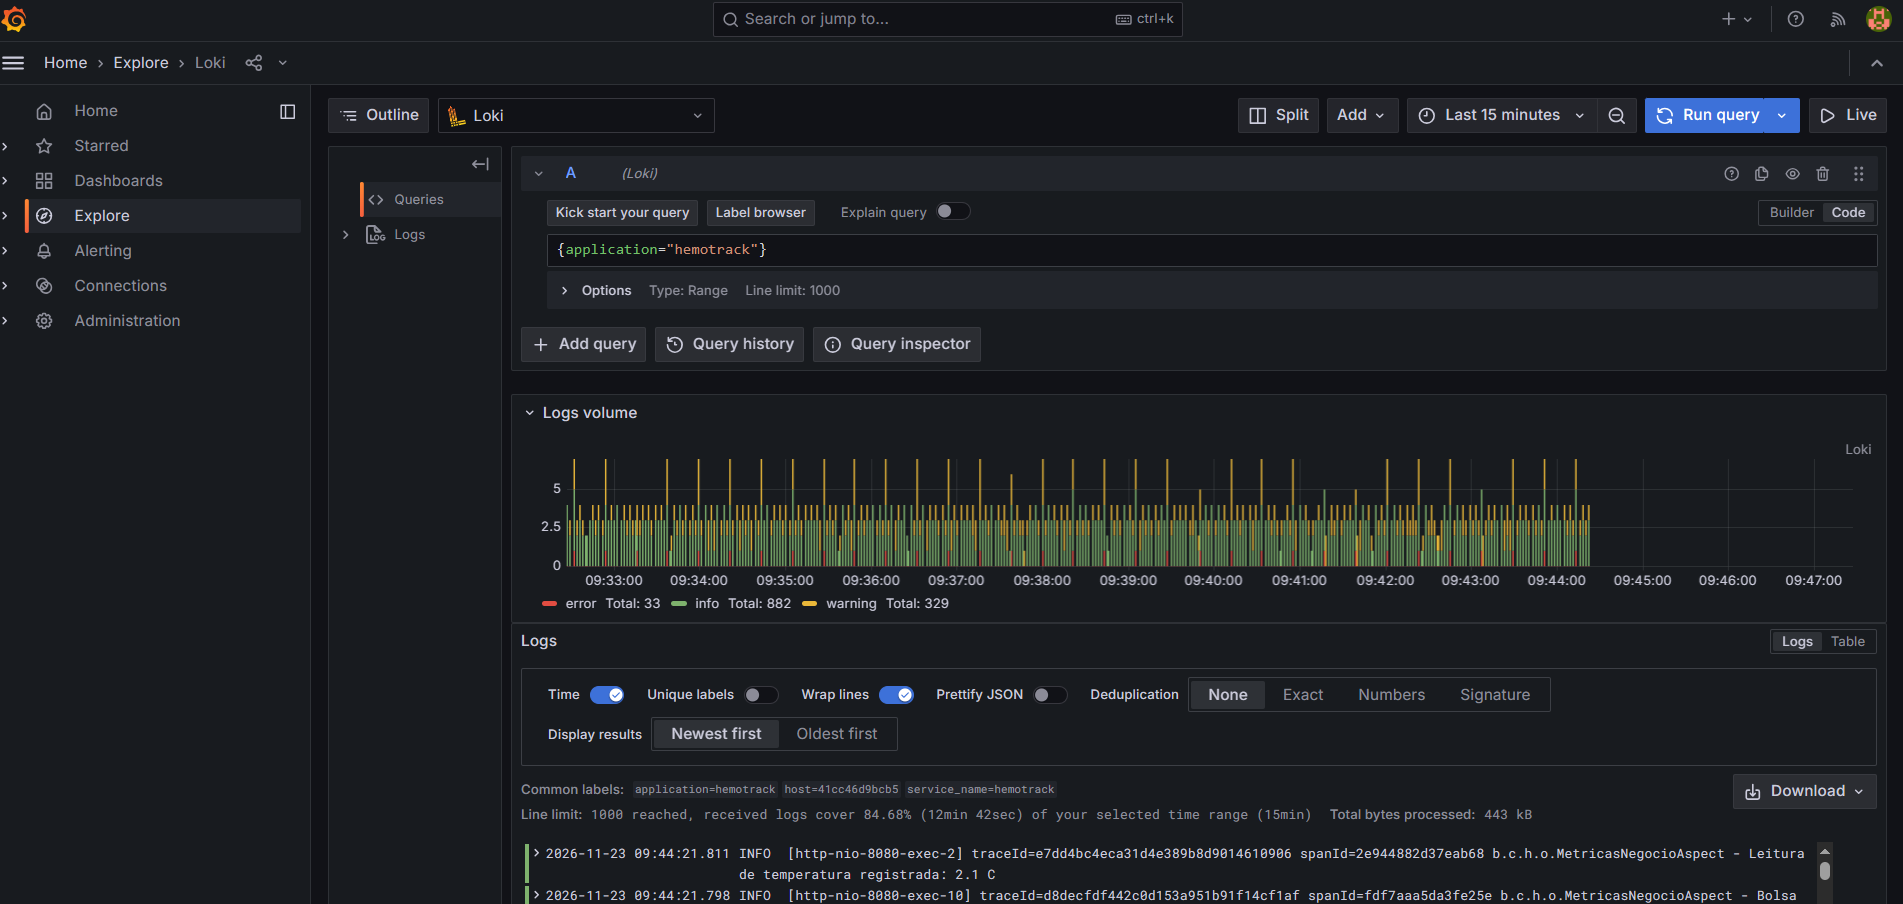 Search or jump to... ctrl+k
Home › Explore › Loki
Home
Starred
Dashboards
Explore
Alerting
Connections
Administration
Outline Loki Split Add Last 15 minutes Run query Live
Queries
Logs
A (Loki)
Kick start your query Label browser Explain query Builder Code
{application="hemotrack"}
Options Type: Range Line limit: 1000
+ Add query Query history Query inspector
Logs volume
Loki
5
2.5
0
09:33:00 09:34:00 09:35:00 09:36:00 09:37:00 09:38:00 09:39:00 09:40:00 09:41:00 09:42:00 09:43:00 09:44:00 09:45:00 09:46:00 09:47:00
error Total: 33 info Total: 882 warning Total: 329
Logs Logs Table
Time Unique labels Wrap lines Prettify JSON Deduplication None Exact Numbers Signature
Display results Newest first Oldest first
Common labels: application=hemotrack host=41cc46d9bcb5 service_name=hemotrack Download
Line limit: 1000 reached, received logs cover 84.68% (12min 42sec) of your selected time range (15min) Total bytes processed: 443 kB
2026-11-23 09:44:21.811 INFO [http-nio-8080-exec-2] traceId=e7dd4bc4eca31d4e389b8d9014610906 spanId=2e944882d37eab68 b.c.h.o.MetricasNegocioAspect - Leitura
de temperatura registrada: 2.1 C
2026-11-23 09:44:21.798 INFO [http-nio-8080-exec-10] traceId=d8decfdf442c0d153a951b91f14cf1af spanId=fdf7aaa5da3fe25e b.c.h.o.MetricasNegocioAspect - Bolsa